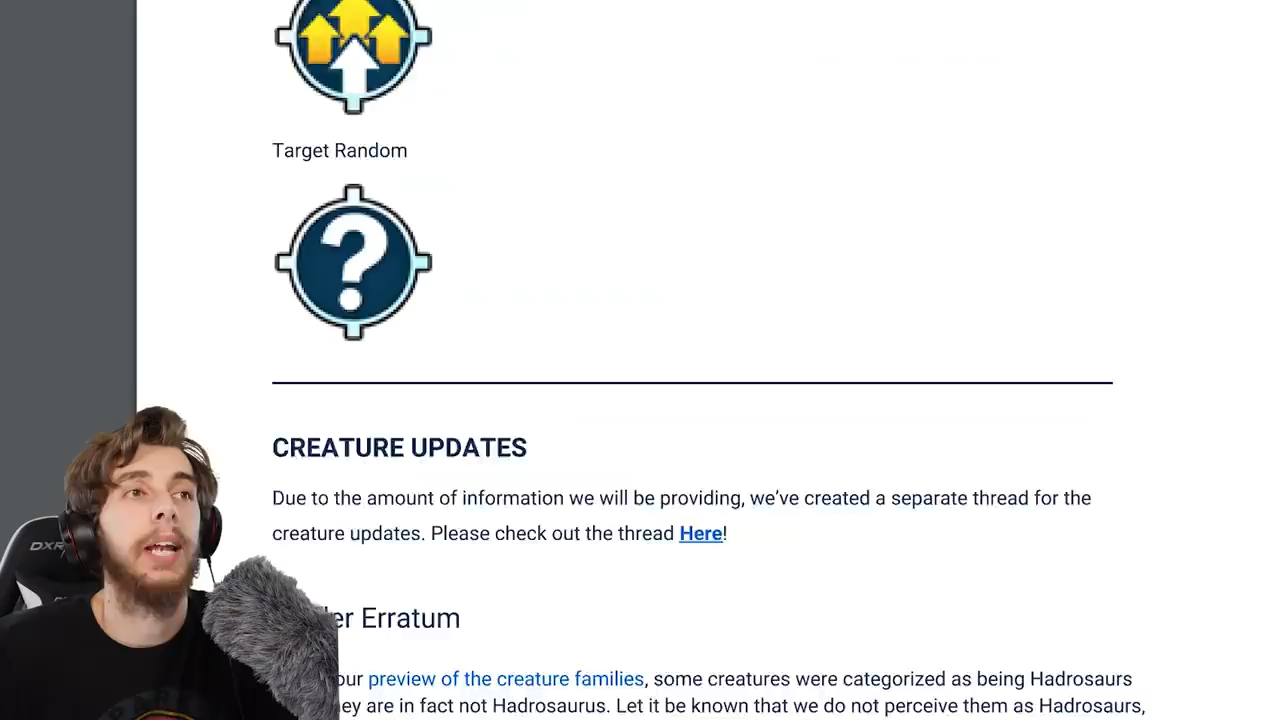 Target Random
CREATURE UPDATES
Due to the amount of information we will be providing, we’ve created a separate thread for the
creature updates. Please check out the thread Here!
Erratum
our preview of the creature families, some creatures were categorized as being Hadrosaurs
are in fact not Hadrosaurus. Let it be known that we do not perceive them as Hadrosaurs,